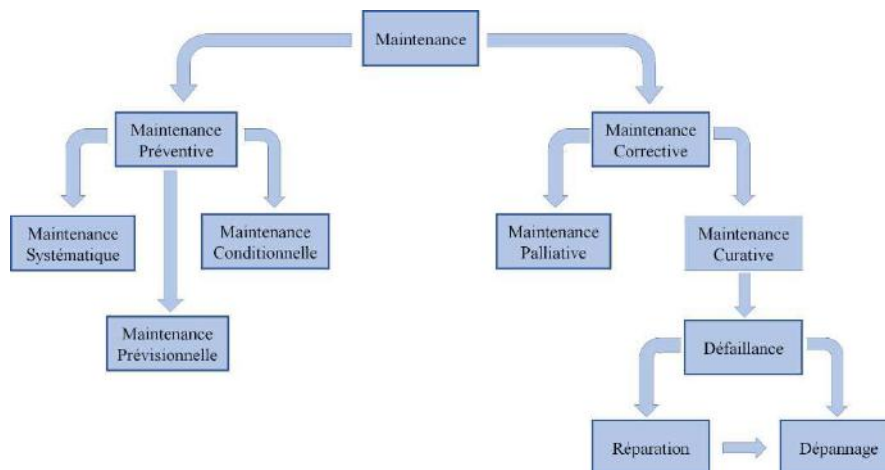 Maintenance
Maintenance
Préventive
Maintenance
Corrective
Maintenance
Systématique
Maintenance
Conditionnelle
Maintenance
Palliative
Maintenance
Curative
Maintenance
Prévisionnelle
Défaillance
Réparation
Dépannage